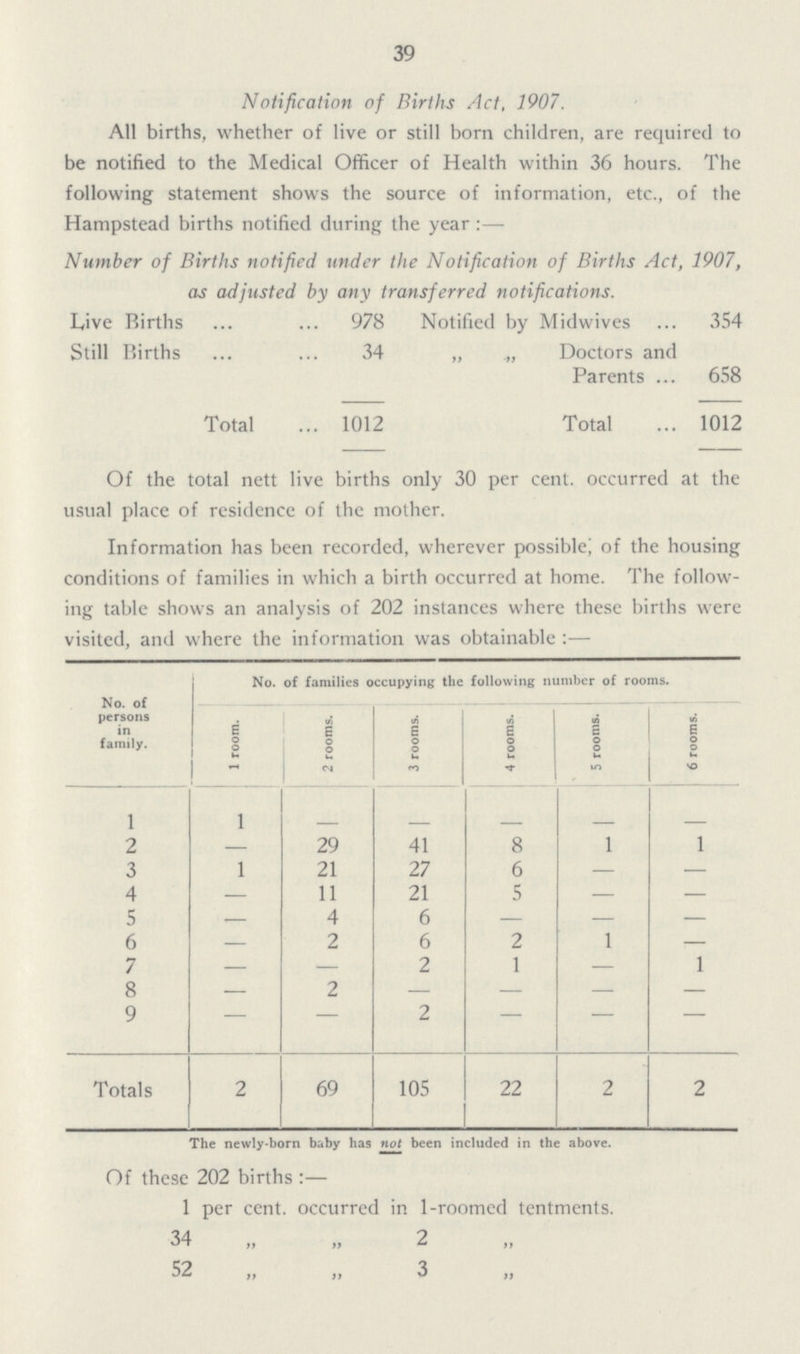 39
Notification of Births Act, 1907.
All births, whether of live or still born children, are required to
be notified to the Medical Officer of Health within 36 hours. The
following statement shows the source of information, etc., of the
Hampstead births notified during the year :—
Number of Births notified under the Notification of Births Act, 1907,
as adjusted by any transferred notifications.
Live Births ... ... 978 Notified by Midwives ... 354
Still Births ... ... 34 „ „ Doctors and
Parents ... 658
Total ... 1012 Total ... 1012
Of the total nett live births only 30 per cent. occurred at the
usual place of residence of the mother.
Information has been recorded, wherever possible, of the housing
conditions of families in which a birth occurred at home. The follow-
ing table shows an analysis of 202 instances where these births were
visited, and where the information was obtainable :—
No. of persons in family.
No. of families occupying the following number of rooms.
1 room. 2 rooms. 3 rooms. 4 rooms. 5 rooms. 6 rooms.
1 1 — — — — —
2 — 29 41 8 1 1
3 1 21 27 6 — —
4 — 11 21 5 — —
5 — 4 6 — — —
6 — 2 6 2 1 —
7 — — 2 1 — 1
8 — 2 — — — —
9 — — 2 — — —
Totals 2 69 105 22 2 2
The newly-born baby has not been included in the above.
Of these 202 births :—
1 per cent. occurred in 1-roomed tentments.
34 „ „ 2 „
52 „ „ 3 „